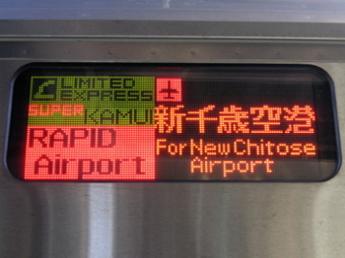 LIMITED
EXPRESS
SUPER KAMUI
RAPID
Airport
新千歳空港
For New Chitose
Airport